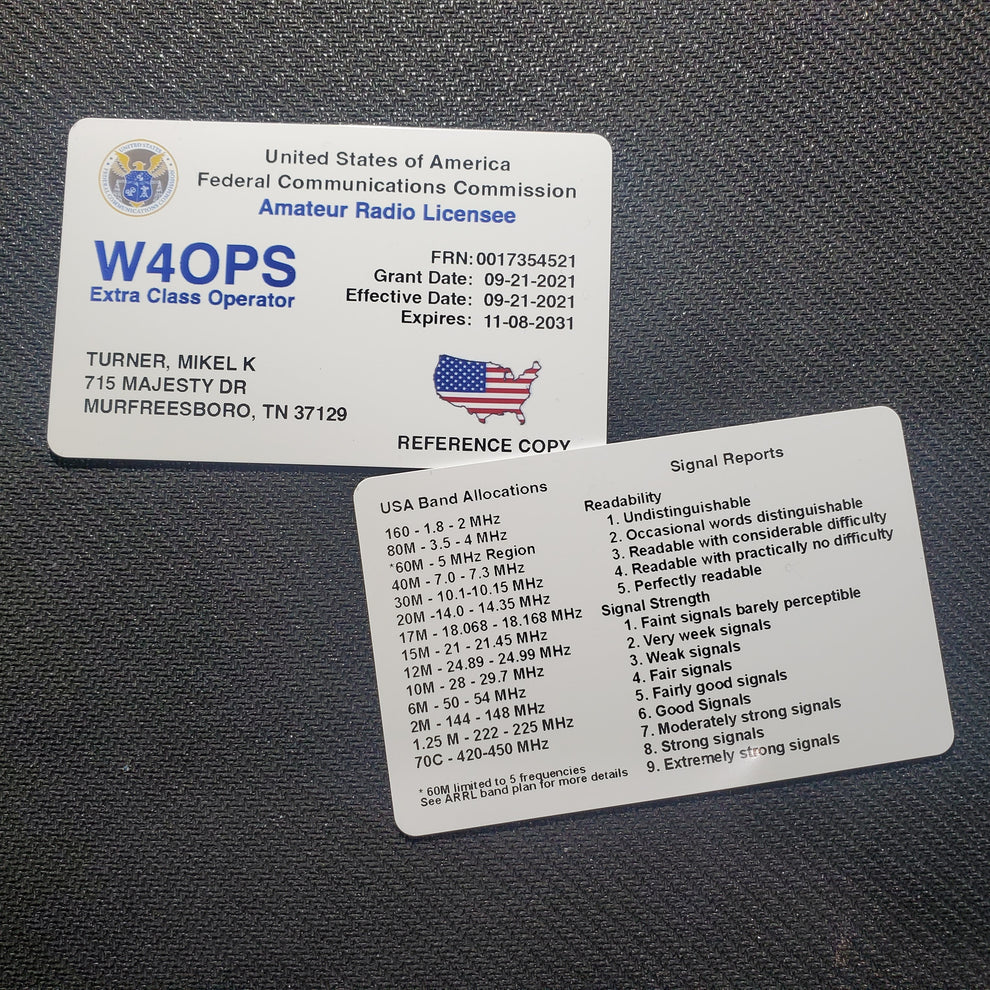 United States of America
Federal Communications Commission
Amateur Radio Licensee
W4OPS
Extra Class Operator
FRN: 0017354521
Grant Date: 09-21-2021
Effective Date: 09-21-2021
Expires: 11-08-2031
TURNER, MIKEL K
715 MAJESTY DR
MURFREESBORO, TN 37129
REFERENCE COPY
USA Band Allocations
160 - 1.8 - 2 MHz
80M - 3.5 - 4 MHz
*60M - 5 MHz Region
40M - 7.0 - 7.3 MHz
30M - 10.1-10.15 MHz
20M -14.0 - 14.35 MHz
17M - 18.068 - 18.168 MHz
15M - 21 - 21.45 MHz
12M - 24.89 - 24.99 MHz
10M - 28 - 29.7 MHz
6M - 50 - 54 MHz
2M - 144 - 148 MHz
1.25 M - 222 - 225 MHz
70C - 420-450 MHz
* 60M limited to 5 frequencies
See ARRL band plan for more details
Signal Reports
Readability
1. Undistinguishable
2. Occasional words distinguishable
3. Readable with considerable difficulty
4. Readable with practically no difficulty
5. Perfectly readable
Signal Strength
1. Faint signals barely perceptible
2. Very week signals
3. Weak signals
4. Fair signals
5. Fairly good signals
6. Good Signals
7. Moderately strong signals
8. Strong signals
9. Extremely strong signals